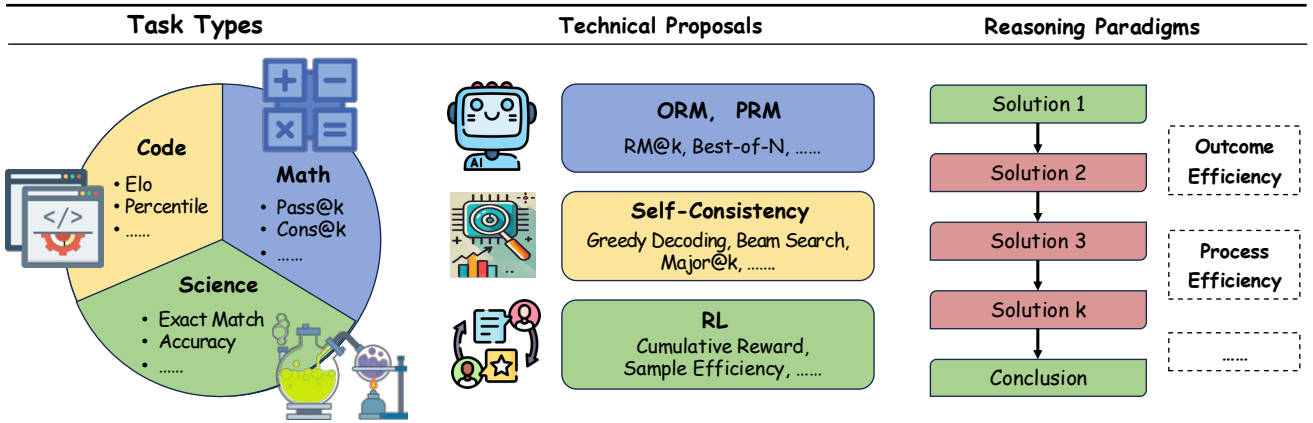 Task Types
Technical Proposals
Reasoning Paradigms
Code
• Elo
• Percentile
• ......
</>
Math
• Pass@k
• Cons@k
• ......
Science
• Exact Match
• Accuracy
• ......
AI
ORM, PRM
RM@k, Best-of-N, ......
Self-Consistency
Greedy Decoding, Beam Search,
Major@k, .......
RL
Cumulative Reward,
Sample Efficiency, ......
Solution 1
Solution 2
Solution 3
Solution k
Conclusion
Outcome
Efficiency
Process
Efficiency
......